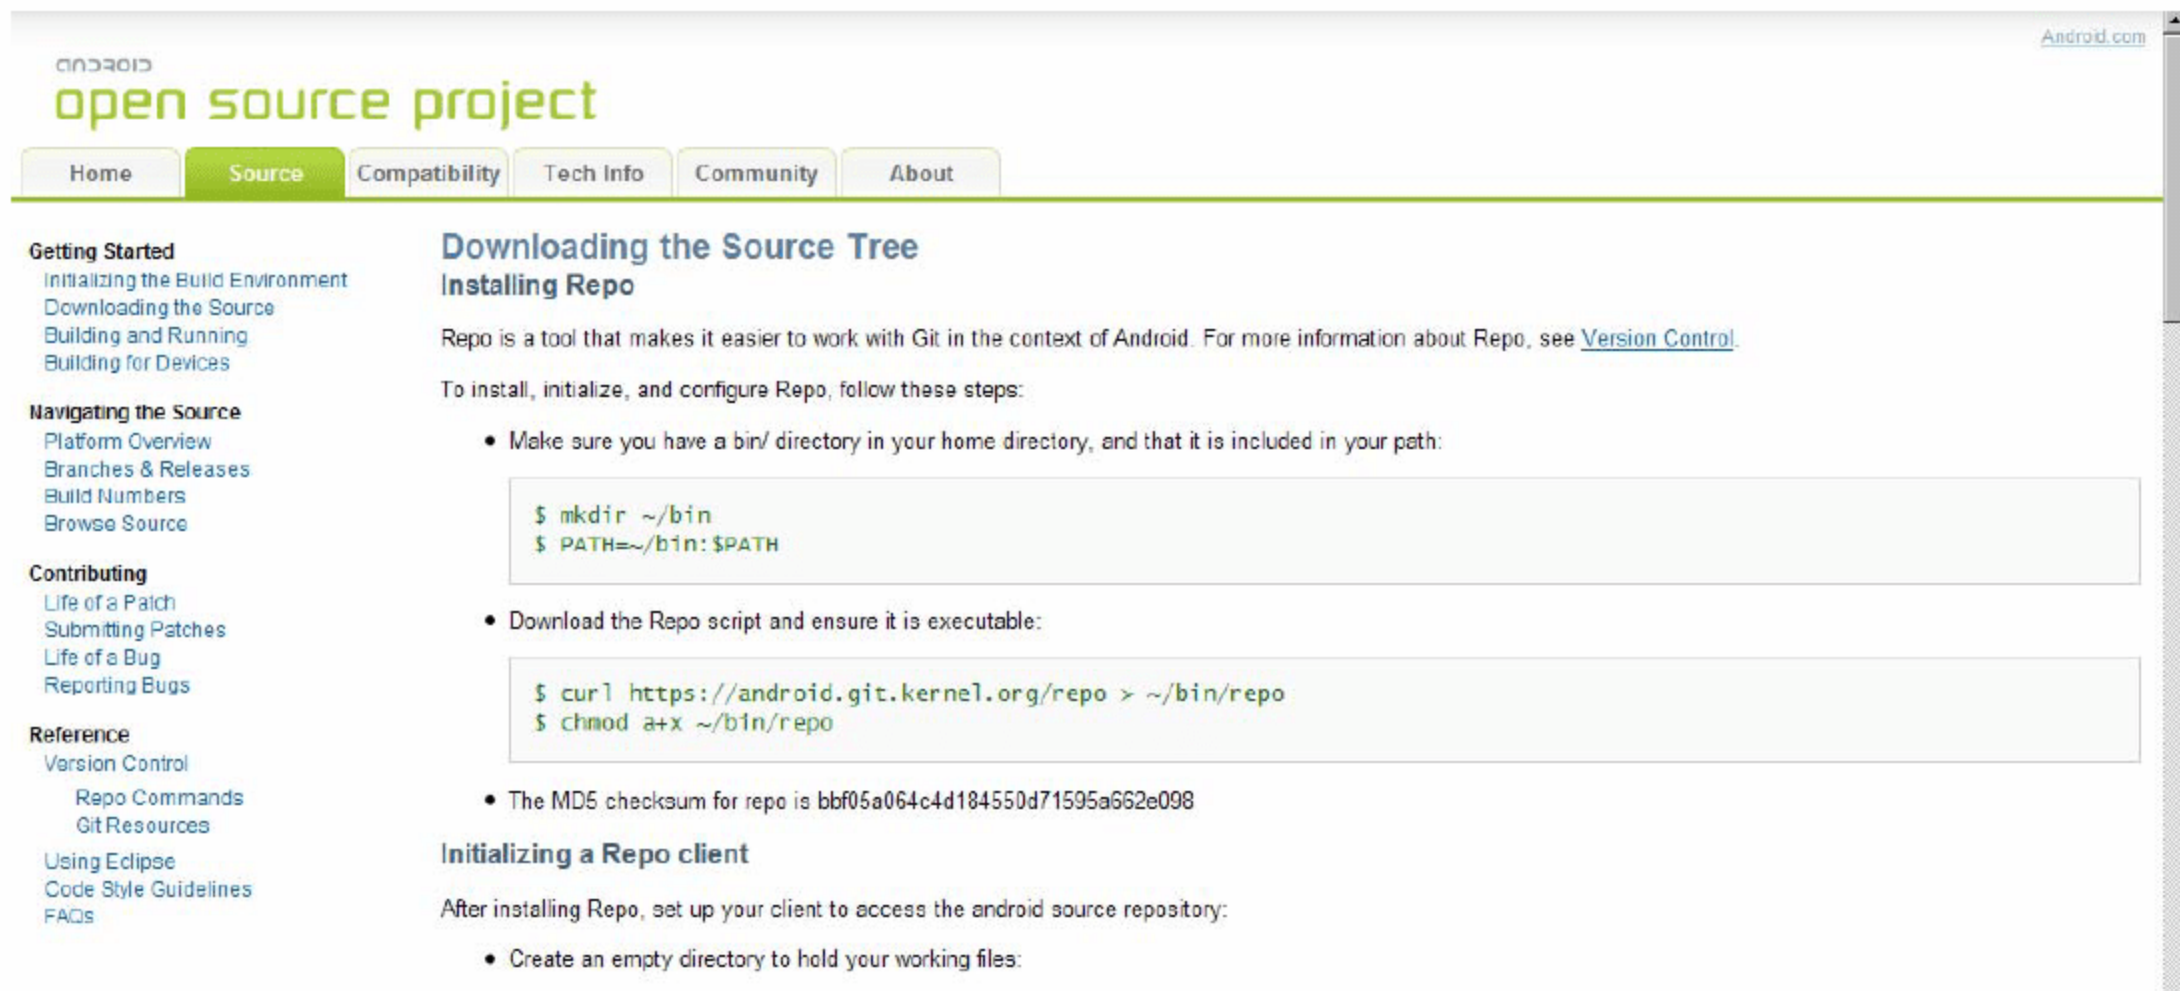 Android.com
android
open source project
Home Source Compatibility Tech Info Community About
Getting Started
Initializing the Build Environment
Downloading the Source
Building and Running
Building for Devices
Navigating the Source
Platform Overview
Branches & Releases
Build Numbers
Browse Source
Contributing
Life of a Patch
Submitting Patches
Life of a Bug
Reporting Bugs
Reference
Version Control
Repo Commands
Git Resources
Using Eclipse
Code Style Guidelines
FAQs
Downloading the Source Tree
Installing Repo
Repo is a tool that makes it easier to work with Git in the context of Android. For more information about Repo, see Version Control.
To install, initialize, and configure Repo, follow these steps:
• Make sure you have a bin/ directory in your home directory, and that it is included in your path:
$ mkdir ~/bin
$ PATH=~/bin:$PATH
• Download the Repo script and ensure it is executable:
$ curl https://android.git.kernel.org/repo > ~/bin/repo
$ chmod a+x ~/bin/repo
• The MD5 checksum for repo is bbf05a064c4d184550d71595a662e098
Initializing a Repo client
After installing Repo, set up your client to access the android source repository:
• Create an empty directory to hold your working files: